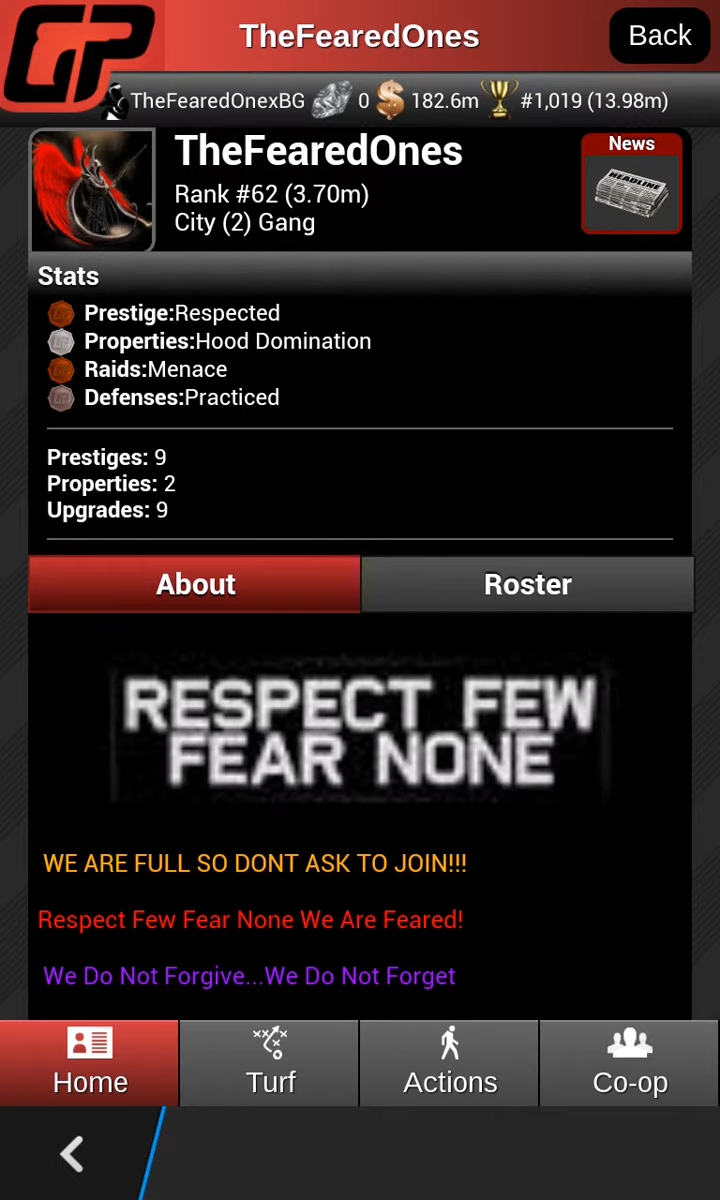 GP
TheFearedOnes
Back
TheFearedOnexBG
0
182.6m
#1,019 (13.98m)
TheFearedOnes
Rank #62 (3.70m)
City (2) Gang
News
HEADLINE
Stats
Prestige:Respected
Properties:Hood Domination
Raids:Menace
Defenses:Practiced
Prestiges: 9
Properties: 2
Upgrades: 9
About
Roster
RESPECT FEW
FEAR NONE
WE ARE FULL SO DONT ASK TO JOIN!!!
Respect Few Fear None We Are Feared!
We Do Not Forgive...We Do Not Forget
Home
Turf
Actions
Co-op